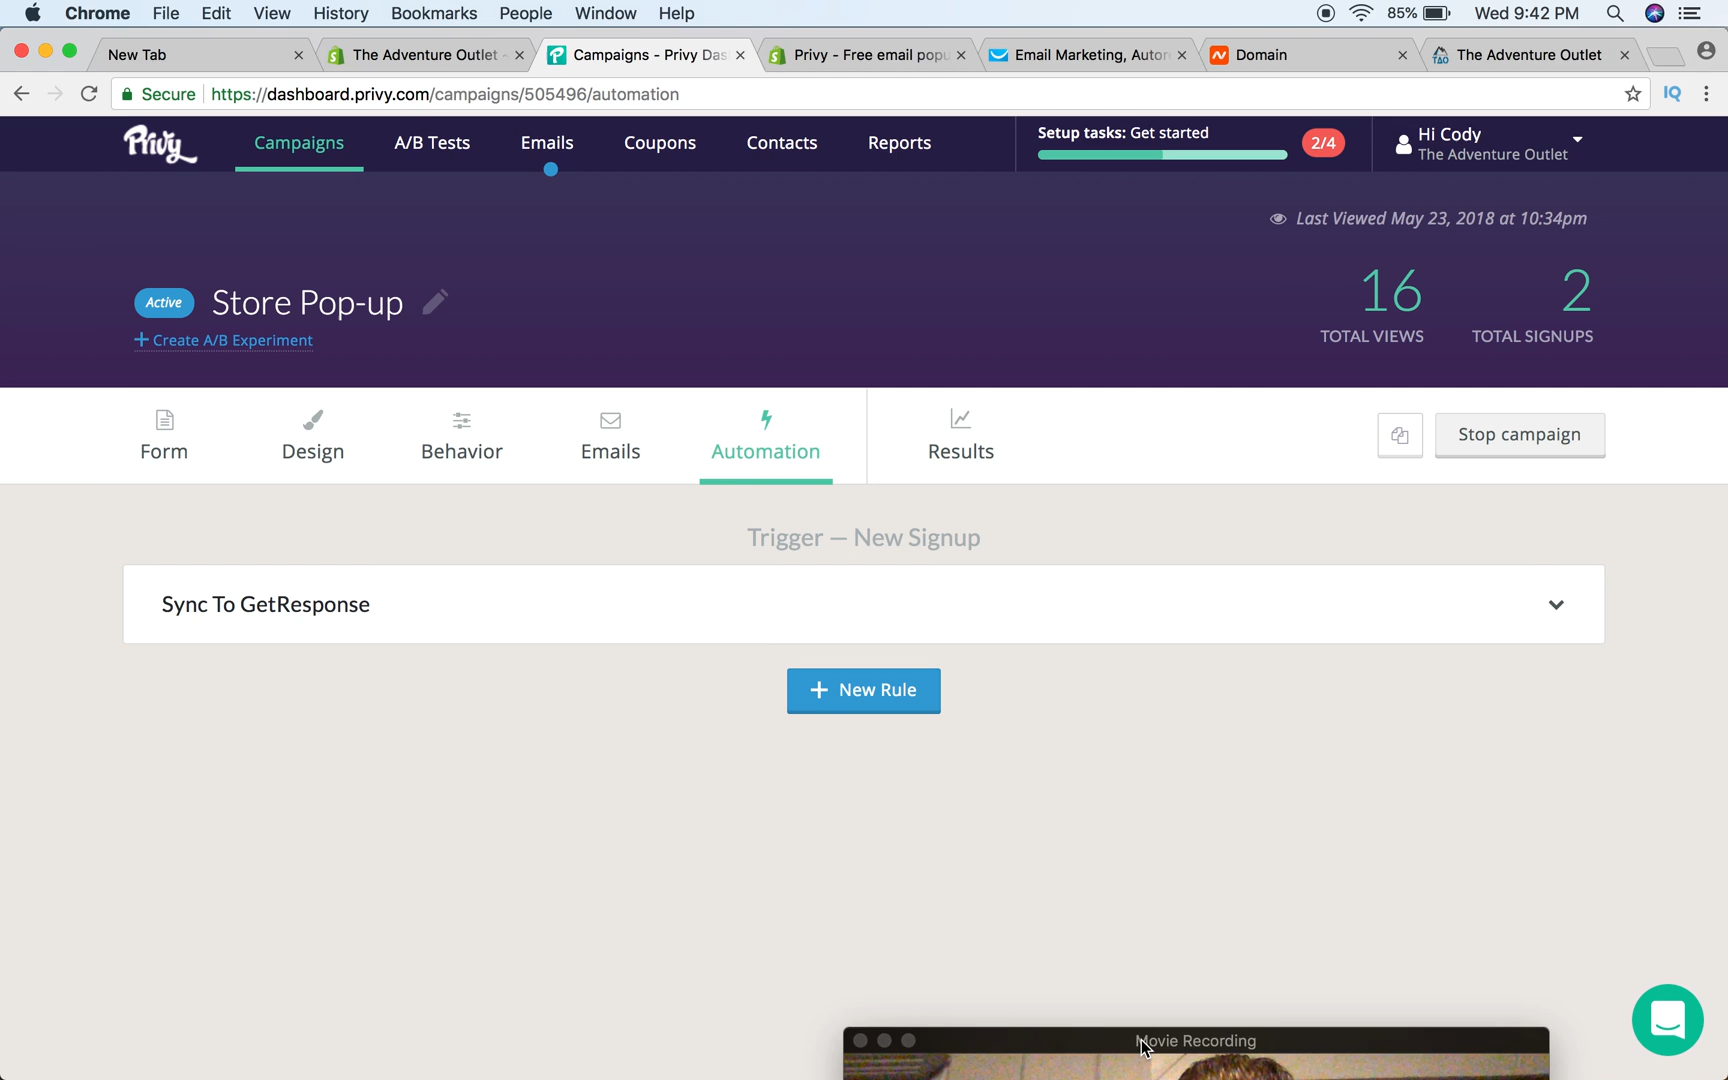 Chrome File Edit View History Bookmarks People Window Help 85% Wed 9:42 PM
New Tab The Adventure Outlet Campaigns - Privy Das Privy - Free email popu Email Marketing, Autor Domain The Adventure Outlet
Secure https://dashboard.privy.com/campaigns/505496/automation IQ
Privy Campaigns A/B Tests Emails Coupons Contacts Reports
Setup tasks: Get started 2/4
Hi Cody
The Adventure Outlet
Last Viewed May 23, 2018 at 10:34pm
Active Store Pop-up
+ Create A/B Experiment
16 2
TOTAL VIEWS TOTAL SIGNUPS
Form Design Behavior Emails Automation Results Stop campaign
Trigger — New Signup
Sync To GetResponse
+ New Rule
Movie Recording